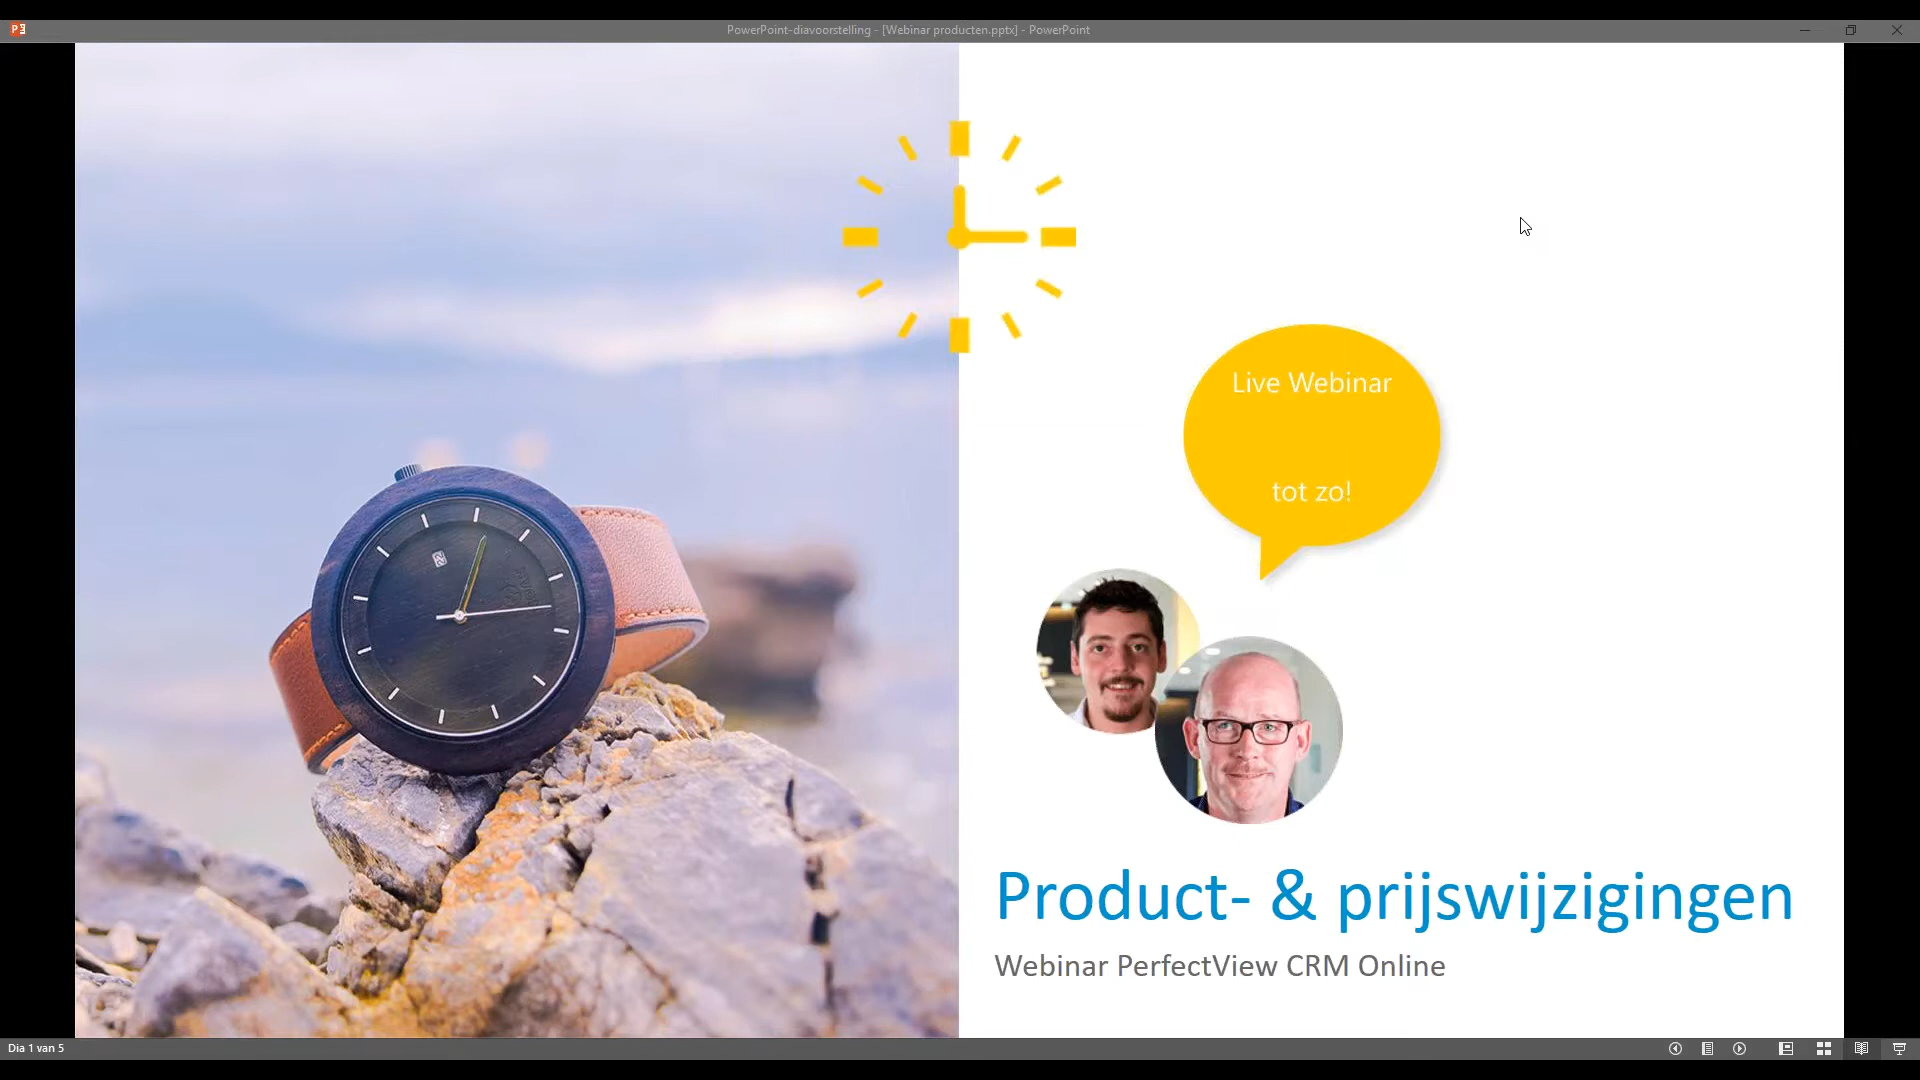 PowerPoint-diavoorstelling - [Webinar producten.pptx] - PowerPoint
Live Webinar
tot zo!
Product- & prijswijzigingen
Webinar PerfectView CRM Online
Dia 1 van 5